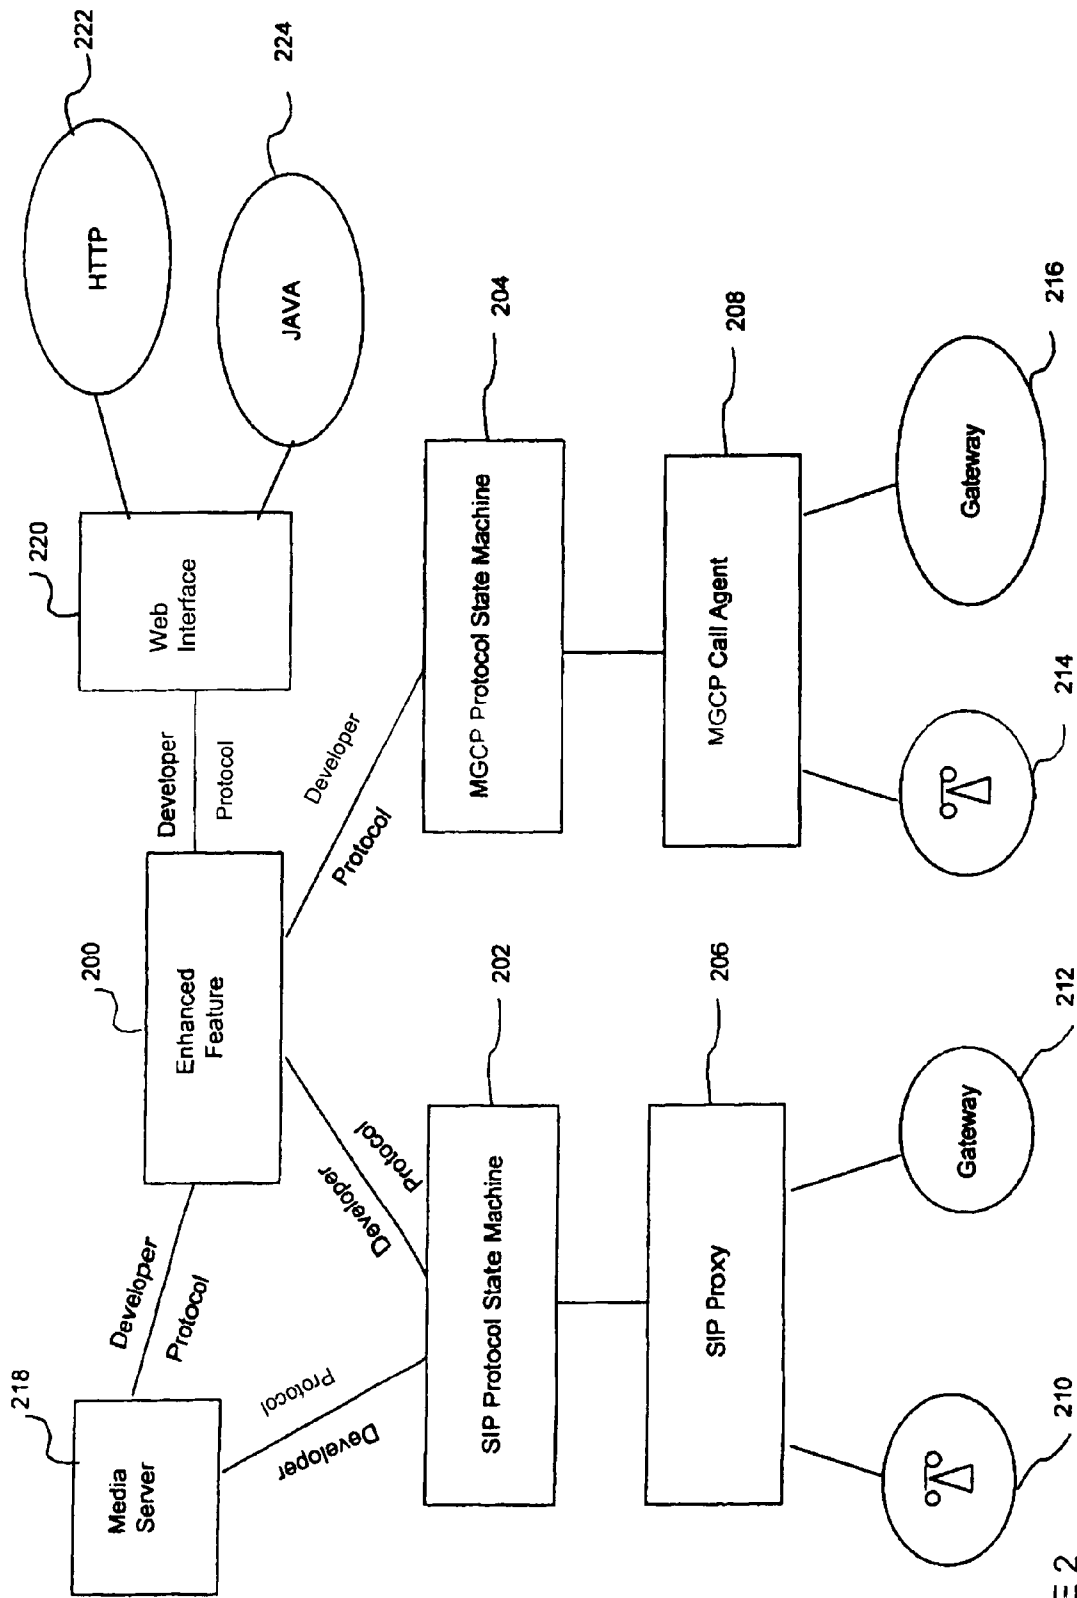 222
HTTP
224
JAVA
220
Web
Interface
Developer
Protocol
200
Enhanced
Feature
Developer
Protocol
218
Media
Server
Developer
Protocol
Developer
Protocol
Developer
Protocol
204
MGCP Protocol State Machine
202
SIP Protocol State Machine
208
MGCP Call Agent
206
SIP Proxy
216
Gateway
214
212
Gateway
210
E 2